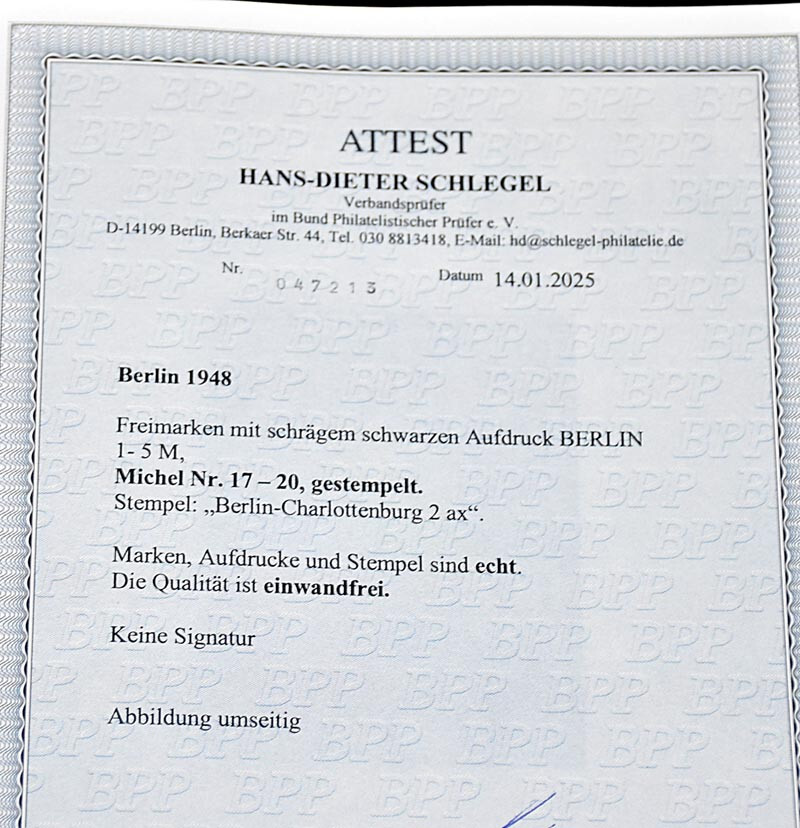 ATTEST
HANS-DIETER SCHLEGEL
Verbandsprüfer
im Bund Philatelistischer Prüfer e. V.
D-14199 Berlin, Berkaer Str. 44, Tel. 030 8813418, E-Mail: hd@schlegel-philatelie.de
Nr. 047213 Datum 14.01.2025
Berlin 1948
Freimarken mit schrägem schwarzen Aufdruck BERLIN
1- 5 M,
Michel Nr. 17 – 20, gestempelt.
Stempel: „Berlin-Charlottenburg 2 ax“.
Marken, Aufdrucke und Stempel sind echt.
Die Qualität ist einwandfrei.
Keine Signatur
Abbildung umseitig